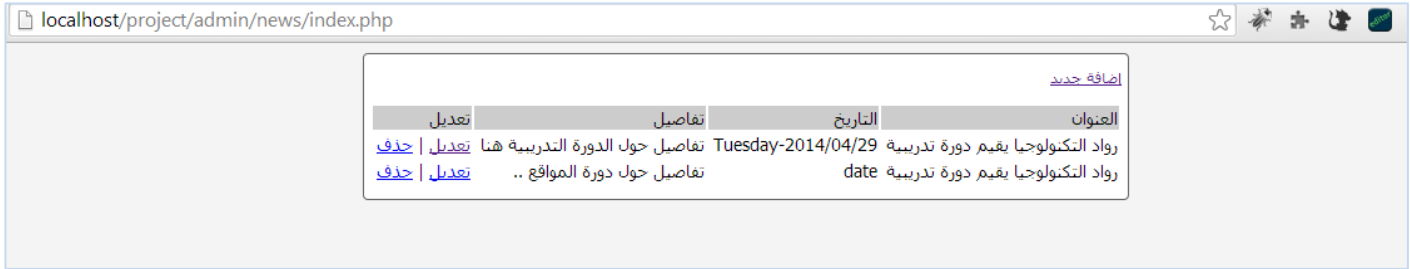 localhost/project/admin/news/index.php
editor
إضافة جديد
العنوان التاريخ تفاصيل تعديل
رواد التكنولوجيا يقيم دورة تدريبية Tuesday-2014/04/29 تفاصيل حول الدورة التدريبية هنا تعديل | حذف
رواد التكنولوجيا يقيم دورة تدريبية date تفاصيل حول دورة المواقع .. تعديل | حذف